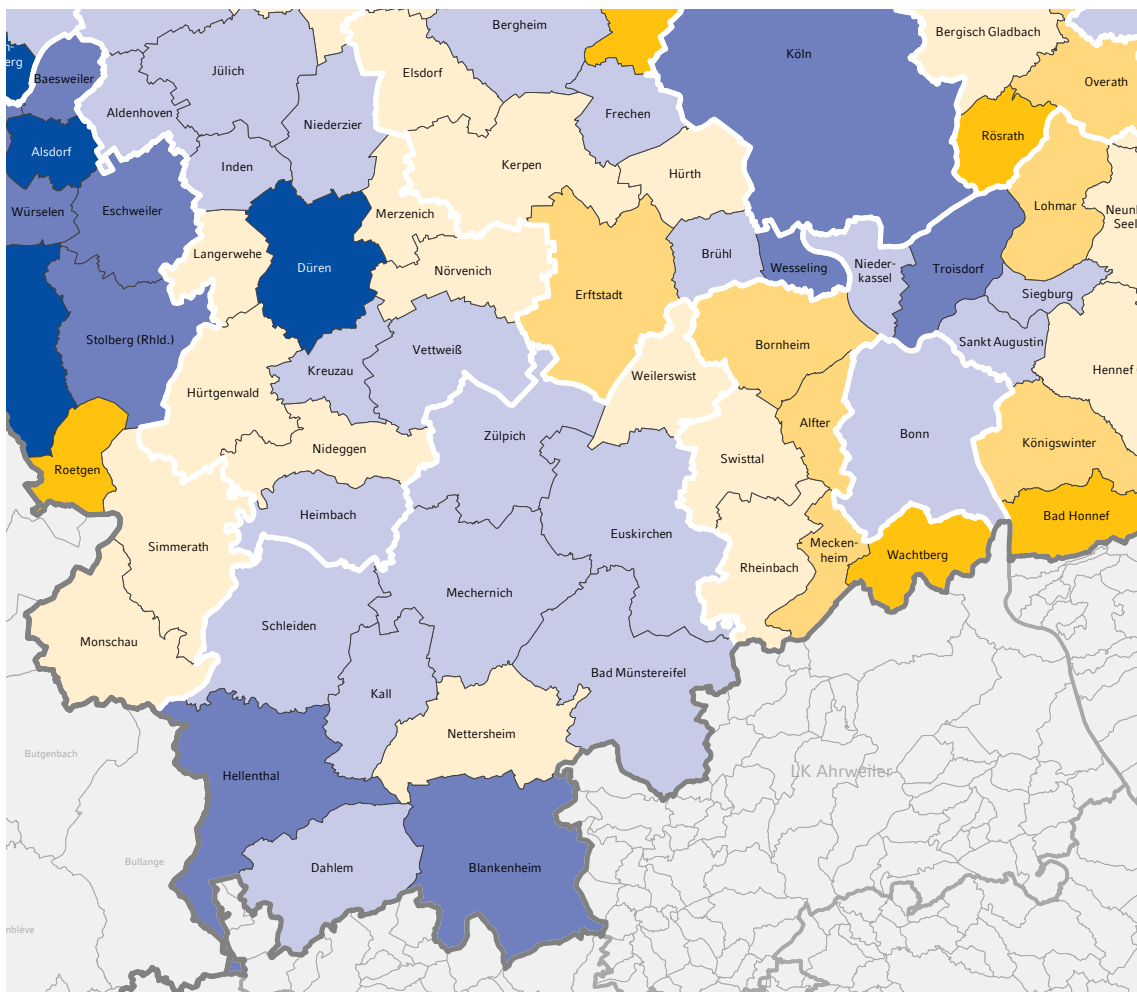 Bergheim
Bergisch Gladbach
Köln
Elsdorf
Jülich
Baesweiler
Overath
Aldenhoven
Frechen
Niederzier
Rösrath
Alsdorf
Kerpen
Inden
Hürth
Würselen
Eschweiler
Merzenich
Lohmar
Langerwehe
Brühl
Düren
Nörvenich
Wesseling
Nieder-
kassel
Troisdorf
Erftstadt
Siegburg
Stolberg (Rhld.)
Vettweiß
Bornheim
Sankt Augustin
Kreuzau
Weilerswist
Hennef
Hürtgenwald
Alfter
Zülpich
Bonn
Königswinter
Nideggen
Swisttal
Roetgen
Heimbach
Bad Honnef
Euskirchen
Simmerath
Mecken-
heim
Wachtberg
Rheinbach
Mechernich
Schleiden
Monschau
Bad Münstereifel
Kall
Nettersheim
Butgenbach
Hellenthal
LK Ahrweiler
Bullange
Dahlem
Blankenheim